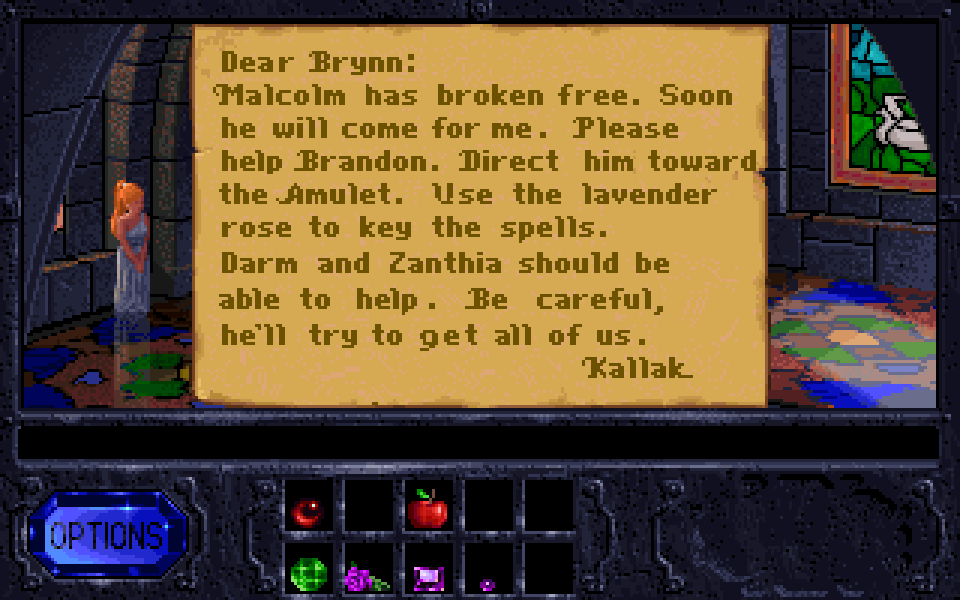 Dear Brynn:
Malcolm has broken free. Soon
he will come for me. Please
help Brandon. Direct him toward
the Amulet. Use the lavender
rose to key the spells.
Darm and Zanthia should be
able to help. Be careful,
he'll try to get all of us.
Kallak
OPTIONS